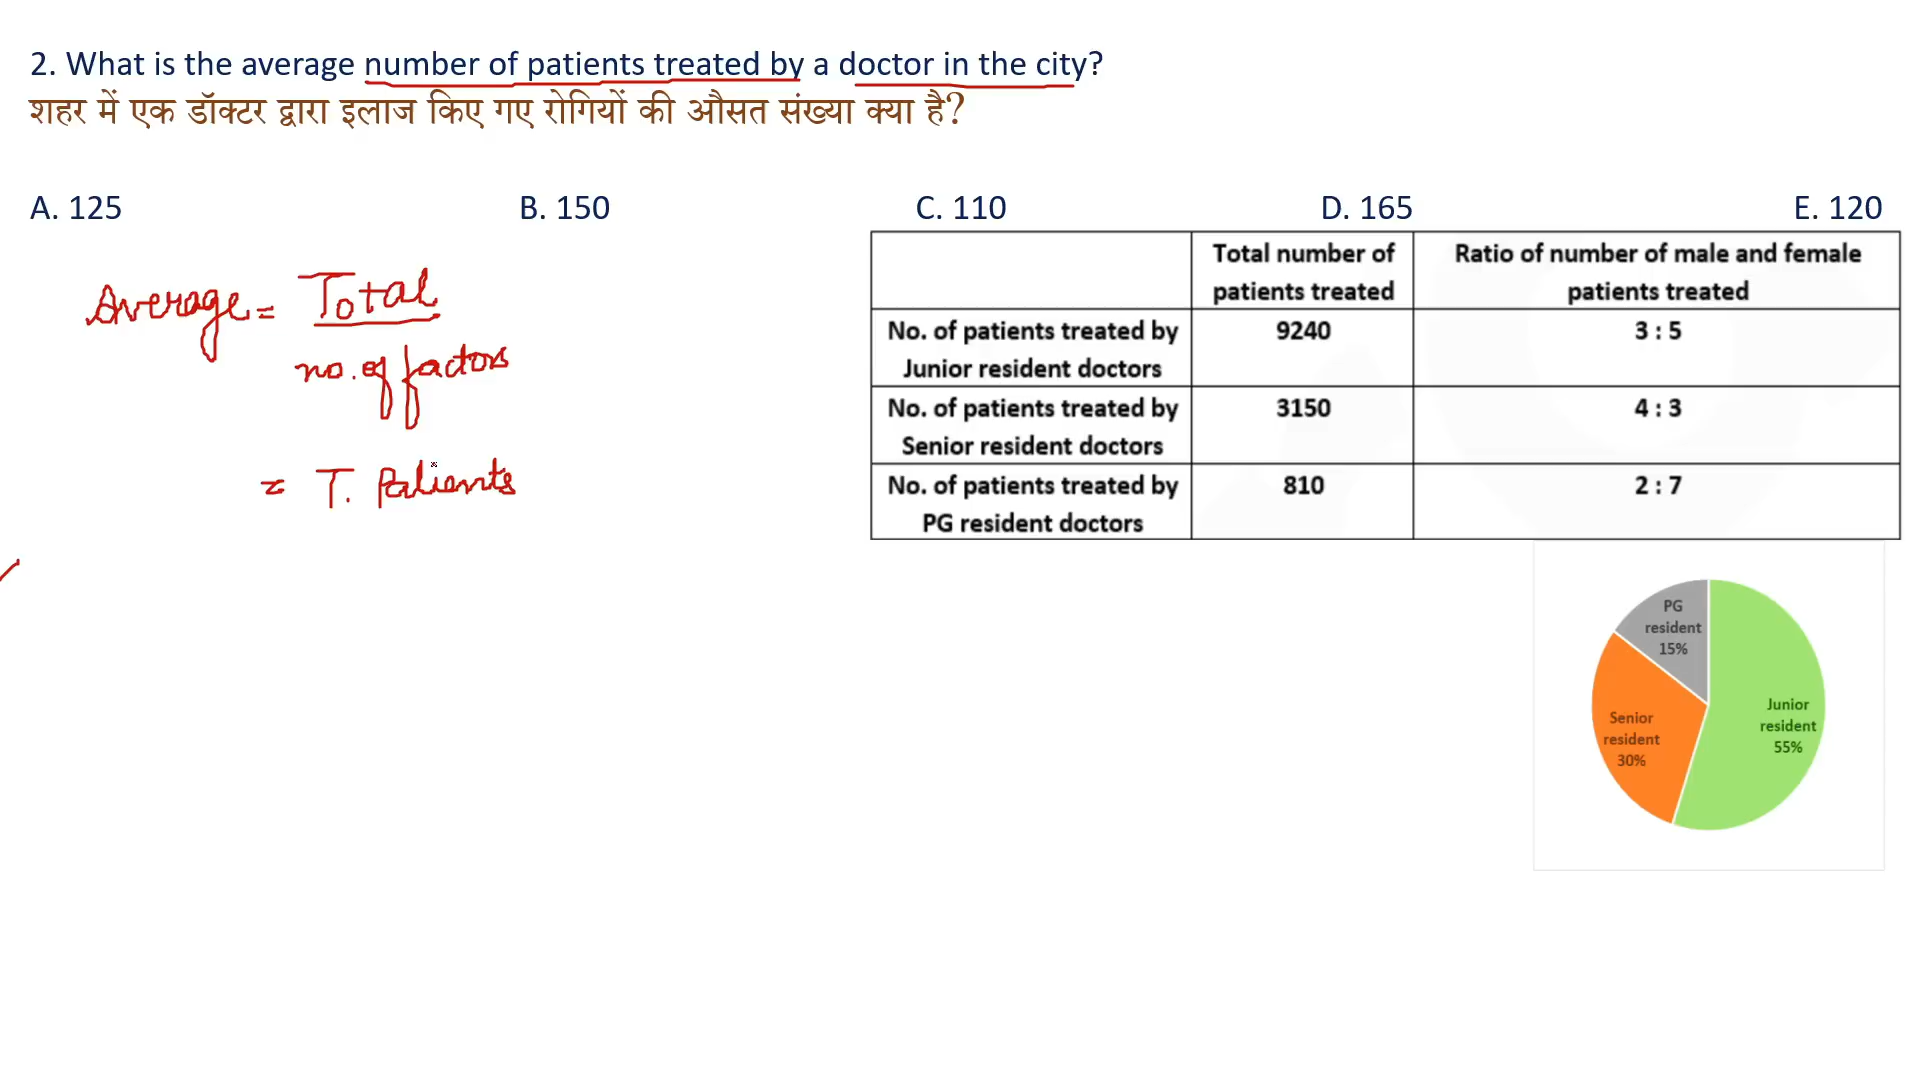 2. What is the average number of patients treated by a doctor in the city?
शहर में एक डॉक्टर द्वारा इलाज किए गए रोगियों की औसत संख्या क्या है?
A. 125 B. 150 C. 110 D. 165 E. 120
Average = Total
no. of factors
= T. Patients
Total number of patients treated
Ratio of number of male and female patients treated
No. of patients treated by Junior resident doctors 9240 3 : 5
No. of patients treated by Senior resident doctors 3150 4 : 3
No. of patients treated by PG resident doctors 810 2 : 7
PG
resident
15%
Junior
resident
55%
Senior
resident
30%